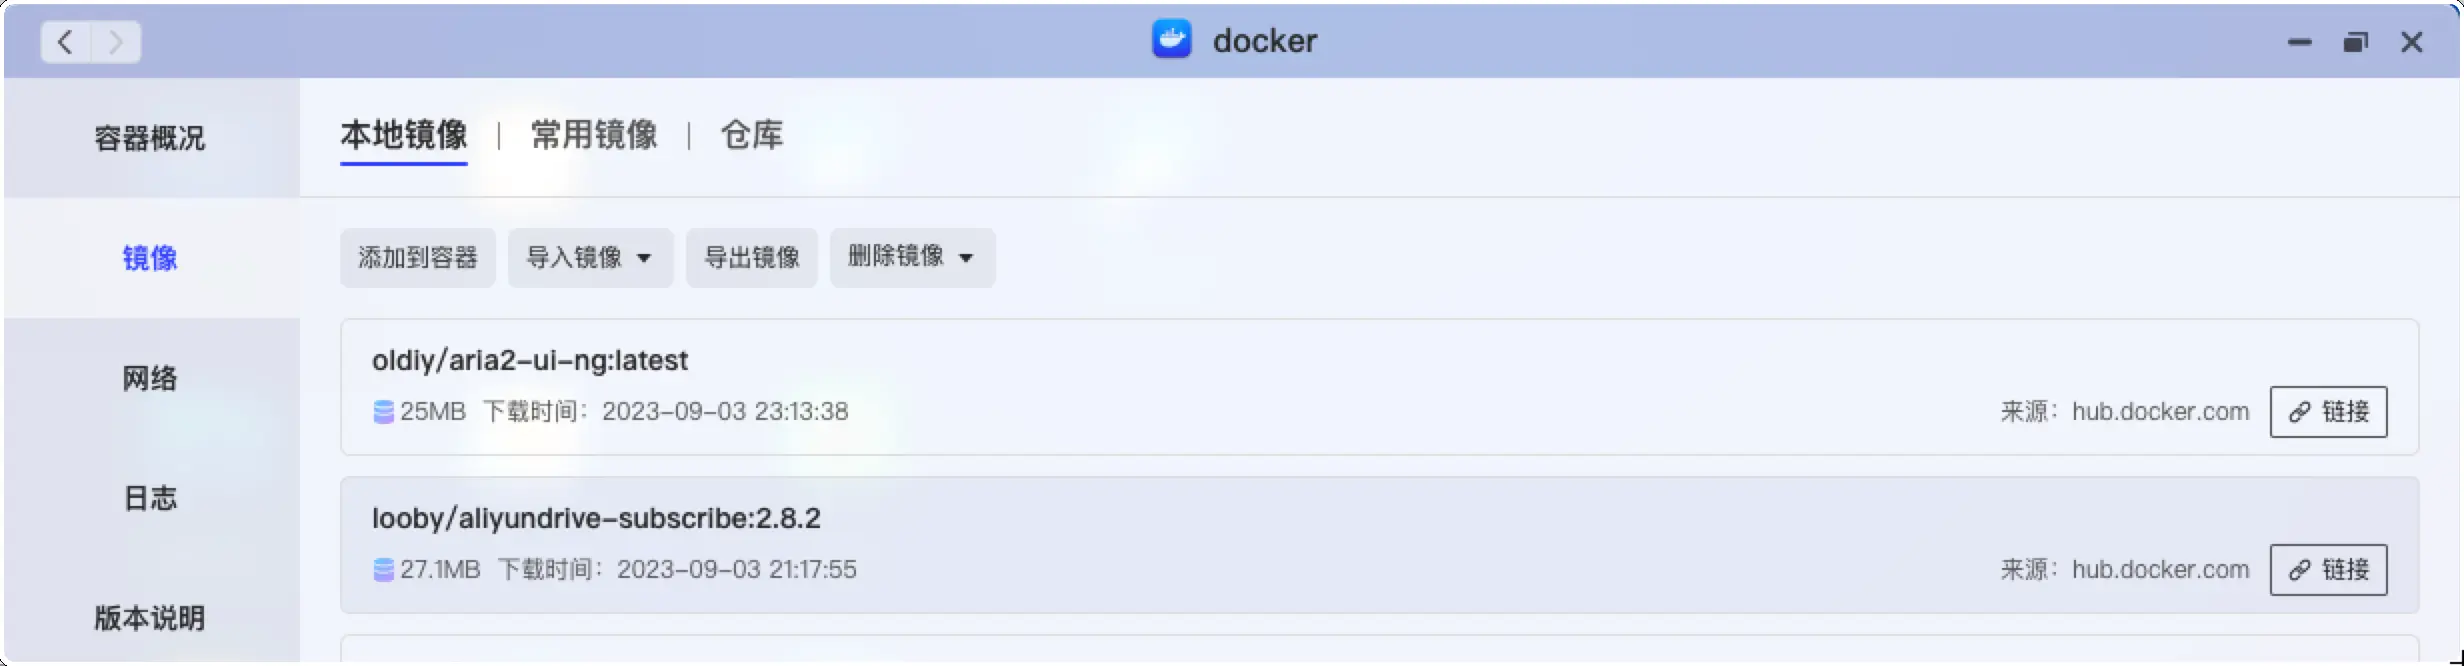 docker
容器概况
镜像
网络
日志
版本说明
本地镜像 | 常用镜像 | 仓库
添加到容器 导入镜像 导出镜像 删除镜像
oldiy/aria2-ui-ng:latest
25MB 下载时间：2023-09-03 23:13:38 来源：hub.docker.com 链接
looby/aliyundrive-subscribe:2.8.2
27.1MB 下载时间：2023-09-03 21:17:55 来源：hub.docker.com 链接